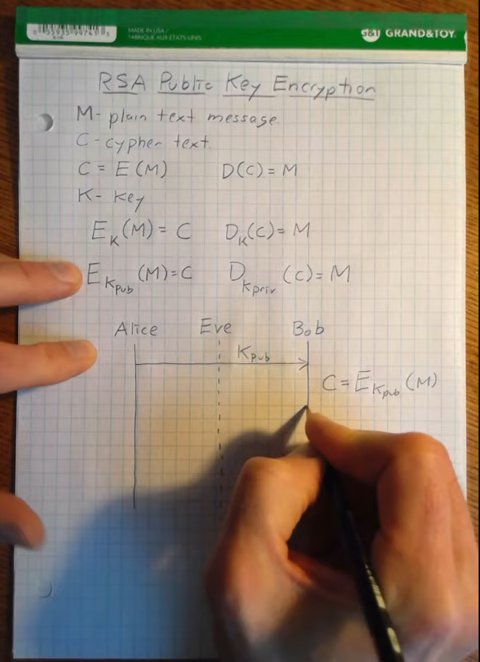 MADE IN USA /
FABRIQUÉ AUX ÉTATS-UNIS
G&T GRAND&TOY
RSA Public Key Encryption
M - plain text message
C - cypher text
C = E(M) D(C) = M
K - Key
E_K(M) = C D_K(C) = M
E_Kpub(M) = C D_Kpriv(C) = M
Alice Eve Bob
Kpub
C = E_Kpub(M)